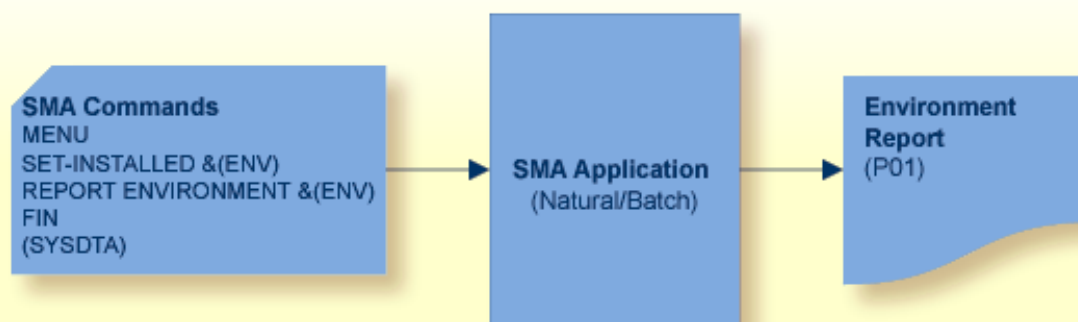 SMA Commands
MENU
SET-INSTALLED &(ENV)
REPORT ENVIRONMENT &(ENV)
FIN
(SYSDTA)
SMA Application
(Natural/Batch)
Environment
Report
(P01)